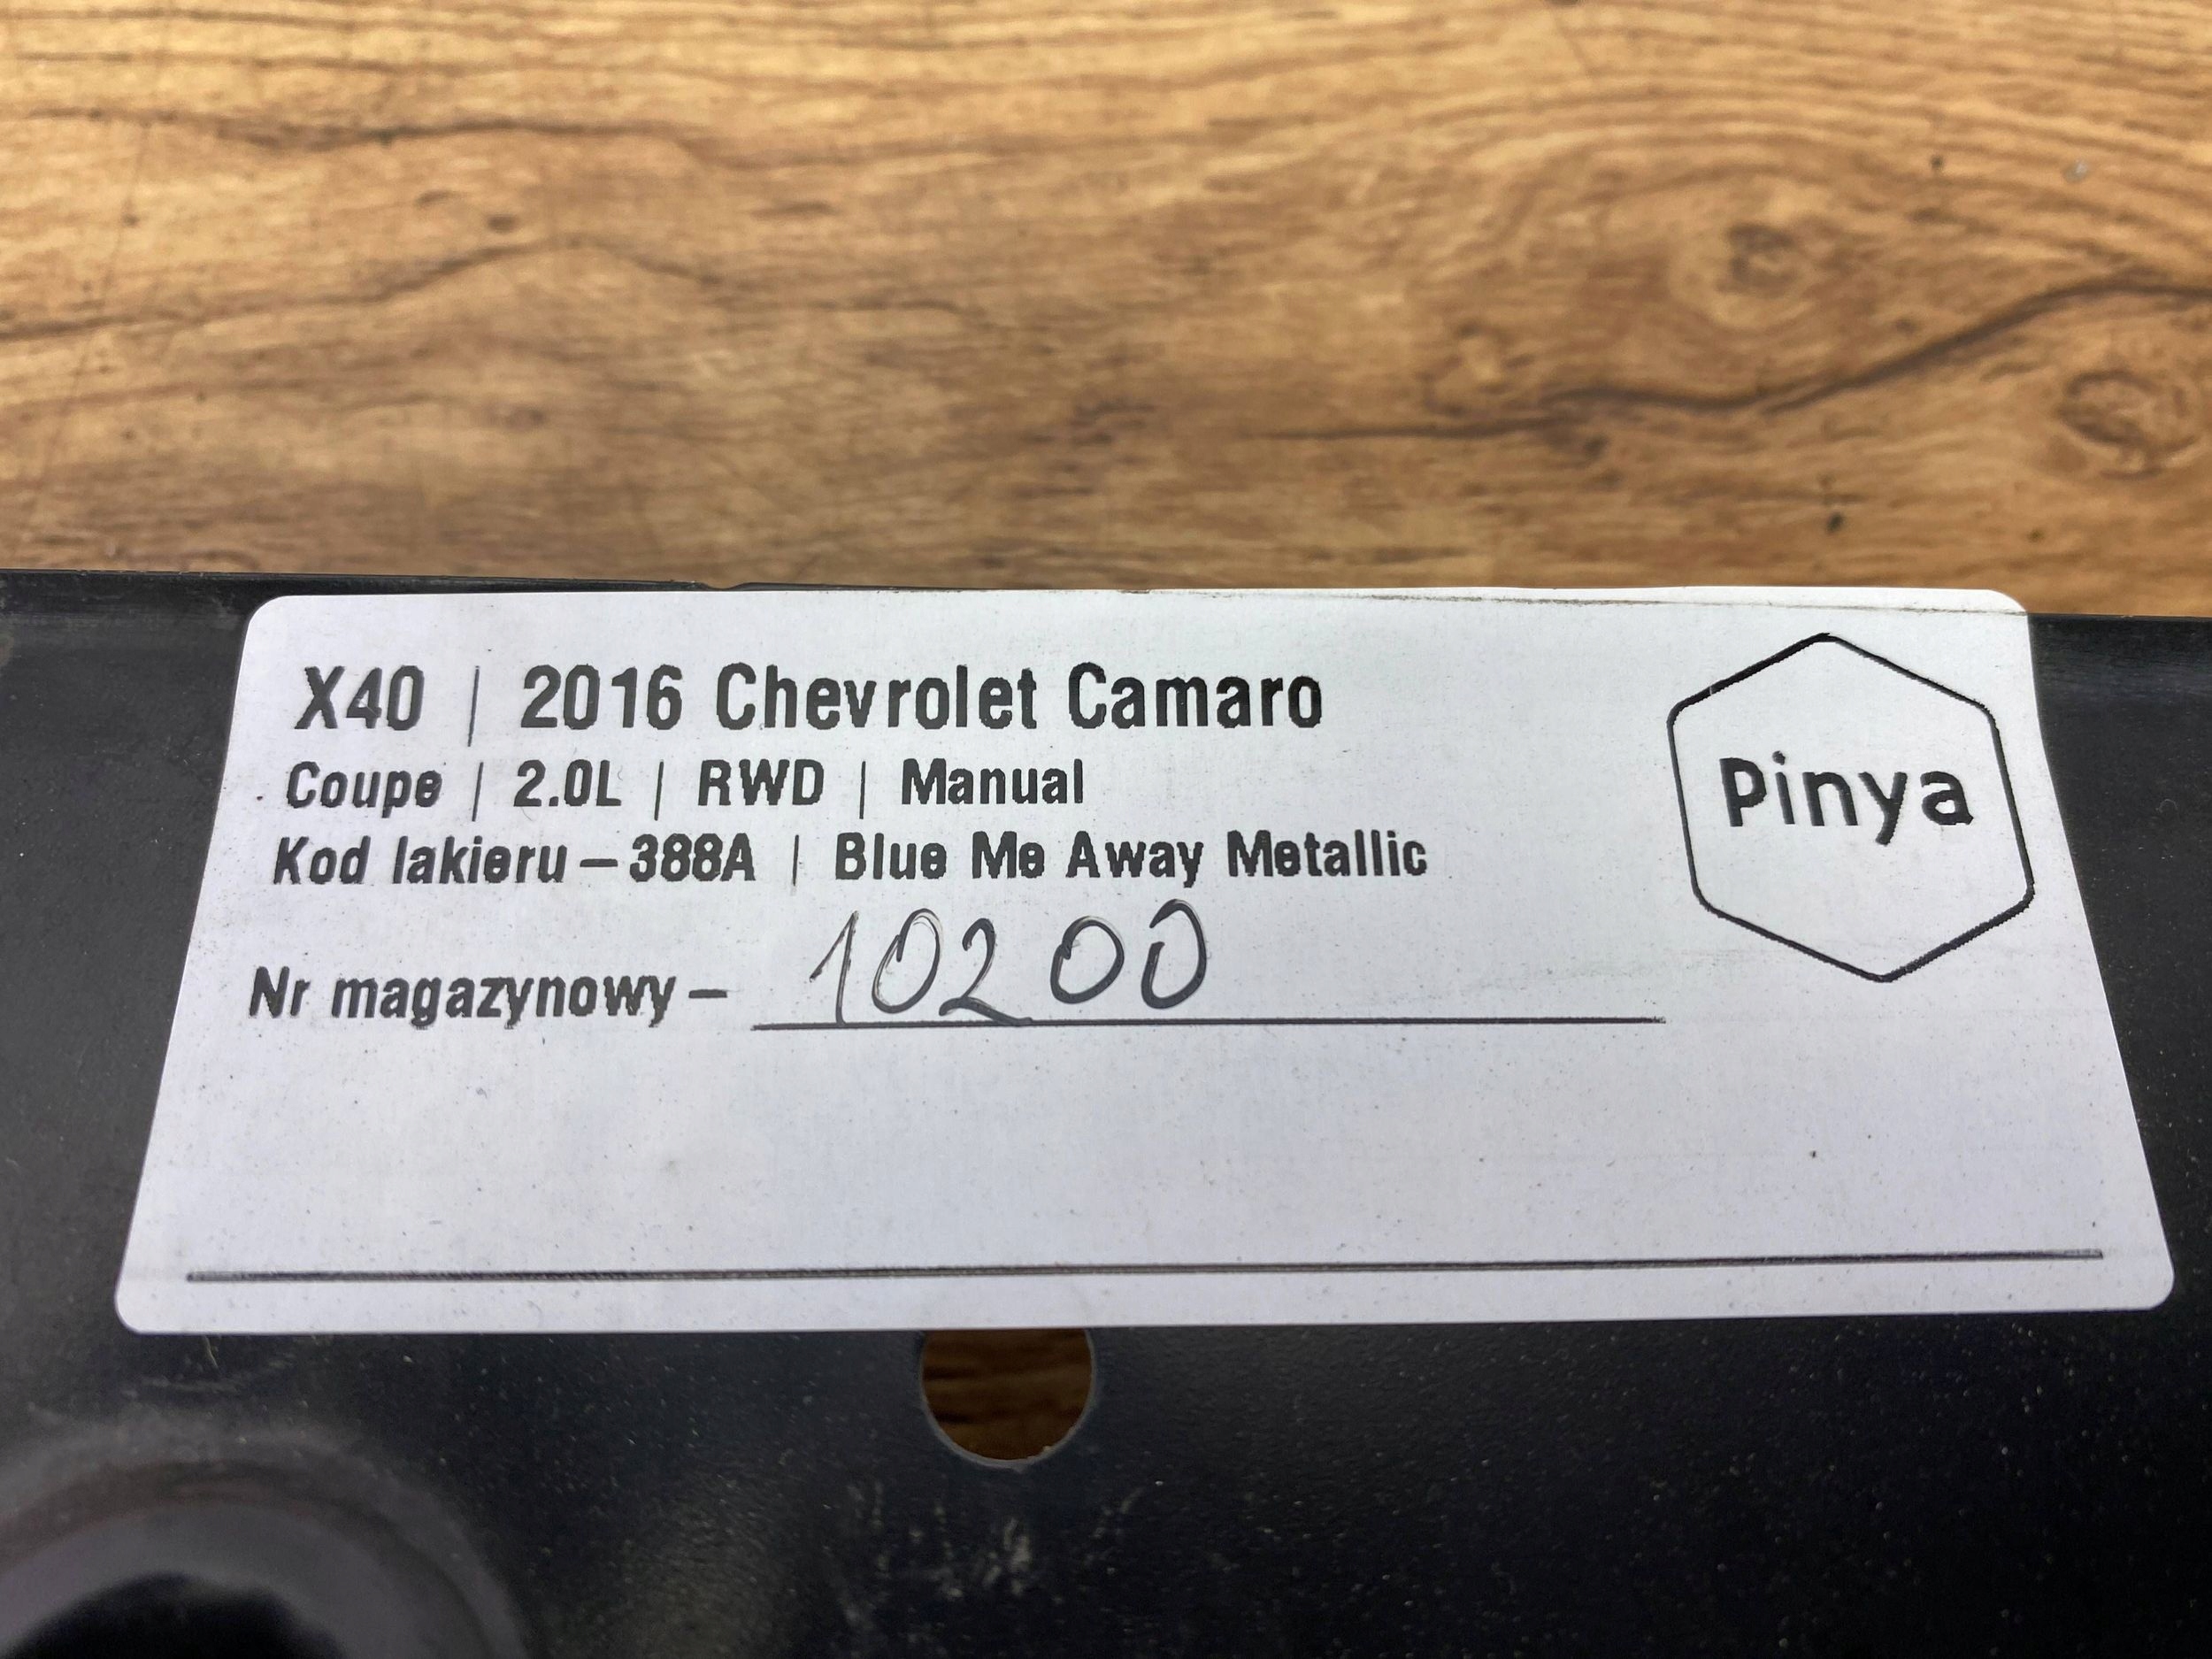 X40 | 2016 Chevrolet Camaro
Coupe | 2.0L | RWD | Manual
Kod lakieru – 388A | Blue Me Away Metallic
Nr magazynowy – 10200
Pinya